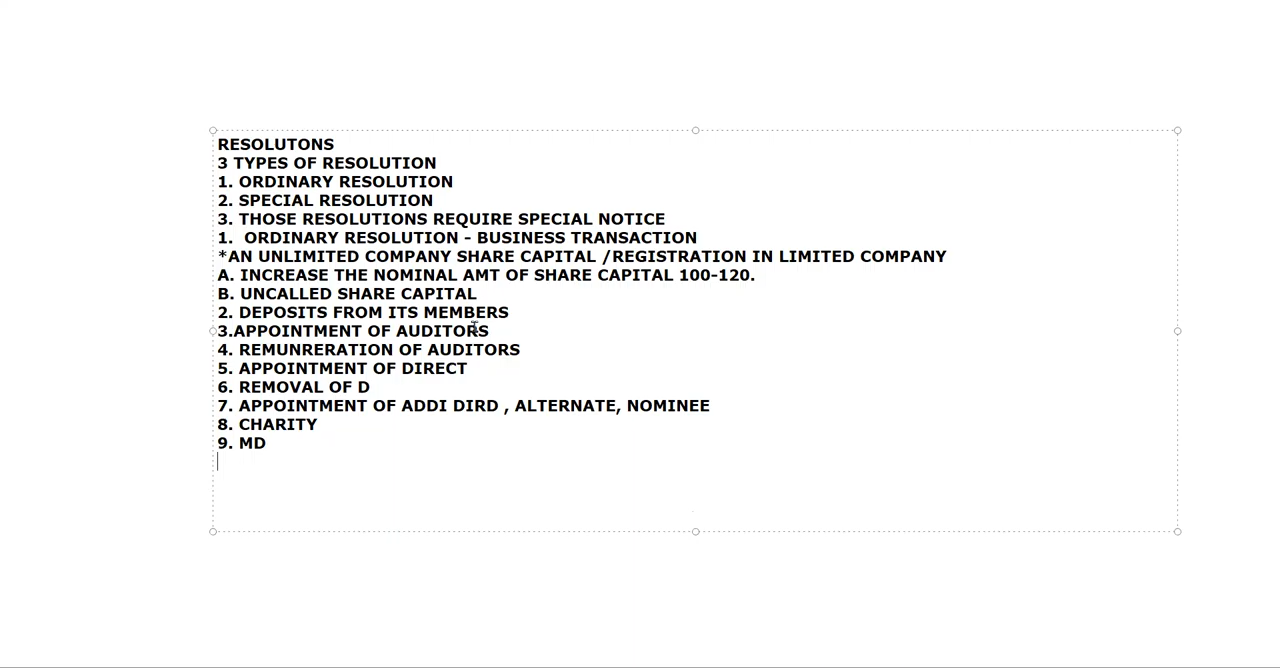 RESOLUTONS
3 TYPES OF RESOLUTION
1. ORDINARY RESOLUTION
2. SPECIAL RESOLUTION
3. THOSE RESOLUTIONS REQUIRE SPECIAL NOTICE
1.  ORDINARY RESOLUTION - BUSINESS TRANSACTION
*AN UNLIMITED COMPANY SHARE CAPITAL /REGISTRATION IN LIMITED COMPANY
A. INCREASE THE NOMINAL AMT OF SHARE CAPITAL 100-120.
B. UNCALLED SHARE CAPITAL
2. DEPOSITS FROM ITS MEMBERS
3.APPOINTMENT OF AUDITORS
4. REMUNRERATION OF AUDITORS
5. APPOINTMENT OF DIRECT
6. REMOVAL OF D
7. APPOINTMENT OF ADDI DIRD , ALTERNATE, NOMINEE
8. CHARITY
9. MD